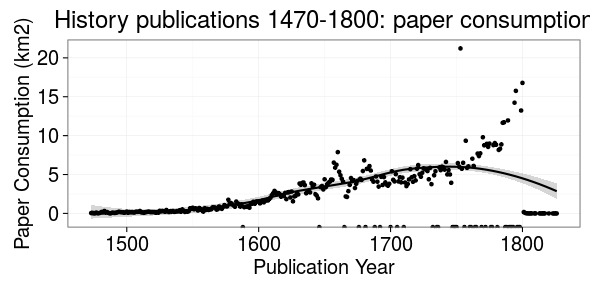 History publications 1470-1800: paper consumption
Paper Consumption (km2)
20
15
10
5
0
1500 1600 1700 1800
Publication Year